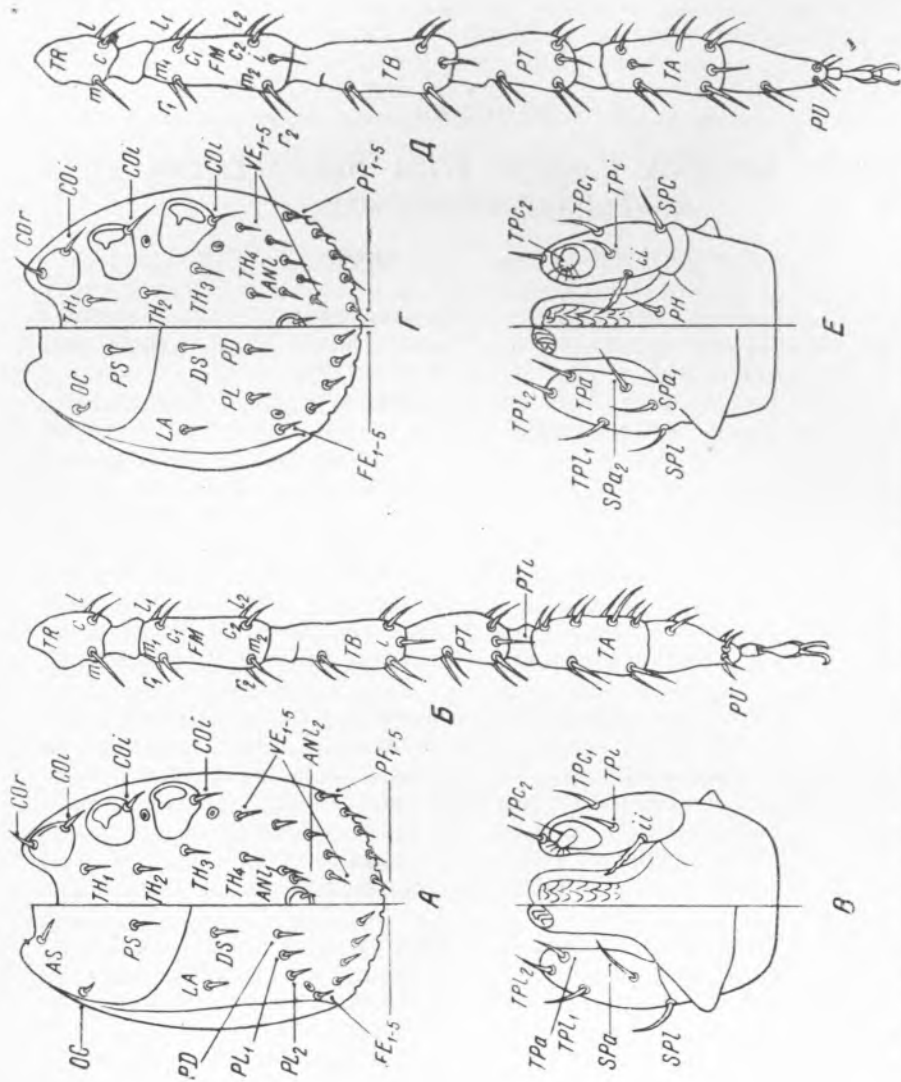 AS
OC
PS
DS
LA
PD
PL₁
PL₂
FE₁₋₅
COr
COi
COi
COi
TH₁
TH₂
TH₃
TH₄
ANl₁
VE₁₋₅
ANl₂
PF₁₋₅
А
TR
m
c
l
r₁
m₁
c₁
l₁
FM
r₂
m₂
c₂
l₂
TB
i
PT
PTi
TA
PU
Б
TPl₂
TPa
TPl₁
SPa
SPl
TPC₂
TPC₁
TPi
ii
В
OC
PS
DS
LA
PD
PL
FE₁₋₅
COr
COi
COi
COi
TH₁
TH₂
TH₃
TH₄
ANl
VE₁₋₅
PF₁₋₅
Г
TR
m
c
l
r₁
m₁
c₁
l₁
FM
r₂
m₂
c₂
l₂
i
TB
PT
TA
PU
Д
TPl₂
TPa
TPl₁
SPa₂
SPa₁
SPl
TPC₂
TPC₁
TPi
ii
SPC
PH
Е